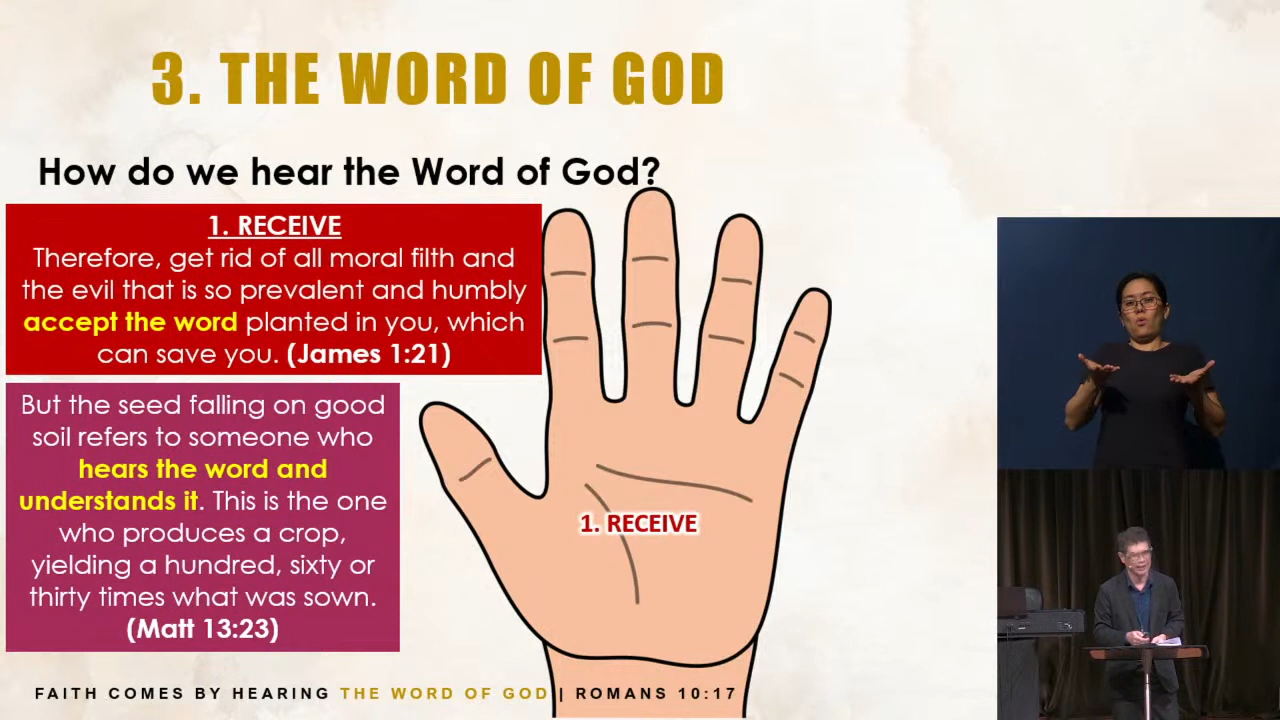 3. THE WORD OF GOD
How do we hear the Word of God?
1. RECEIVE
Therefore, get rid of all moral filth and
the evil that is so prevalent and humbly
accept the word planted in you, which
can save you. (James 1:21)
But the seed falling on good
soil refers to someone who
hears the word and
understands it. This is the one
who produces a crop,
yielding a hundred, sixty or
thirty times what was sown.
(Matt 13:23)
1. RECEIVE
FAITH COMES BY HEARING THE WORD OF GOD | ROMANS 10:17